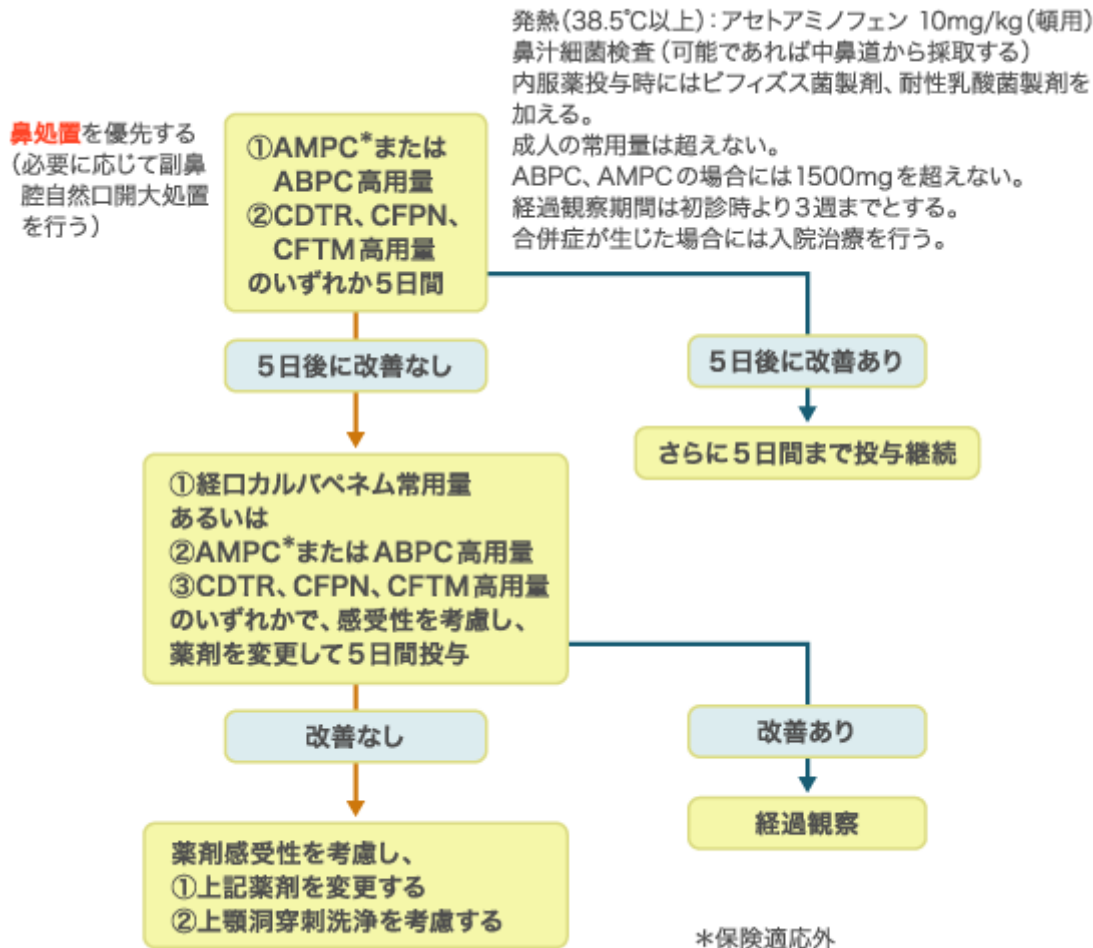 発熱(38.5℃以上):アセトアミノフェン 10mg/kg(頓用)
鼻汁細菌検査(可能であれば中鼻道から採取する)
内服薬投与時にはビフィズス菌製剤、耐性乳酸菌製剤を
加える。
成人の常用量は超えない。
ABPC、AMPCの場合には1500mgを超えない。
経過観察期間は初診時より3週までとする。
合併症が生じた場合には入院治療を行う。
鼻処置を優先する
(必要に応じて副鼻
腔自然口開大処置
を行う)
①AMPC*または
ABPC高用量
②CDTR、CFPN、
CFTM高用量
のいずれか5日間
5日後に改善なし
5日後に改善あり
さらに5日間まで投与継続
①経口カルバペネム常用量
あるいは
②AMPC*またはABPC高用量
③CDTR、CFPN、CFTM高用量
のいずれかで、感受性を考慮し、
薬剤を変更して5日間投与
改善なし
改善あり
経過観察
薬剤感受性を考慮し、
①上記薬剤を変更する
②上顎洞穿刺洗浄を考慮する
*保険適応外